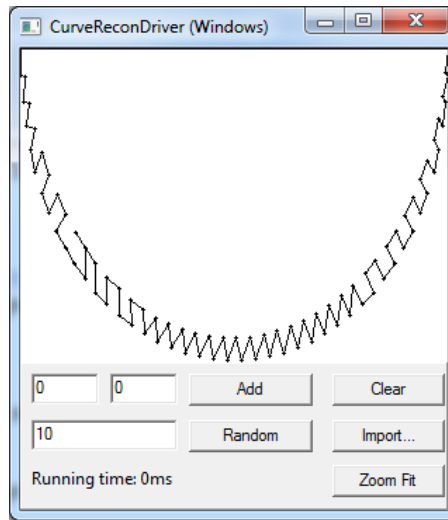 CurveReconDriver (Windows)
0 0 Add Clear
10 Random Import...
Running time: 0ms Zoom Fit